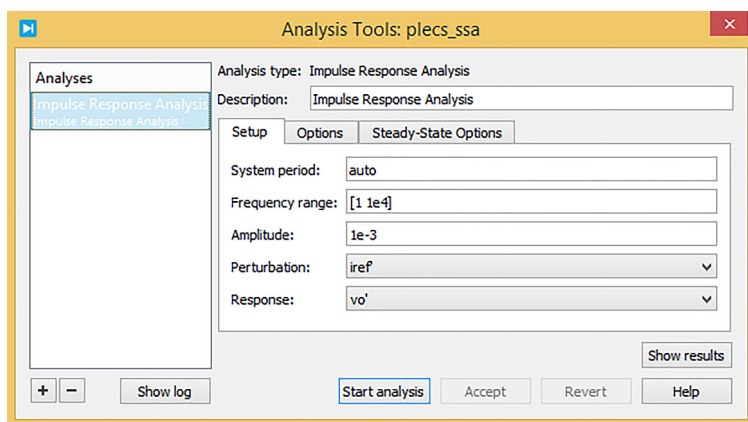 Analysis Tools: plecs_ssa
Analyses
Impulse Response Analysis
Impulse Response Analysis
Analysis type: Impulse Response Analysis
Description: Impulse Response Analysis
Setup Options Steady-State Options
System period: auto
Frequency range: [1 1e4]
Amplitude: 1e-3
Perturbation: iref'
Response: vo'
Show results
+ - Show log Start analysis Accept Revert Help